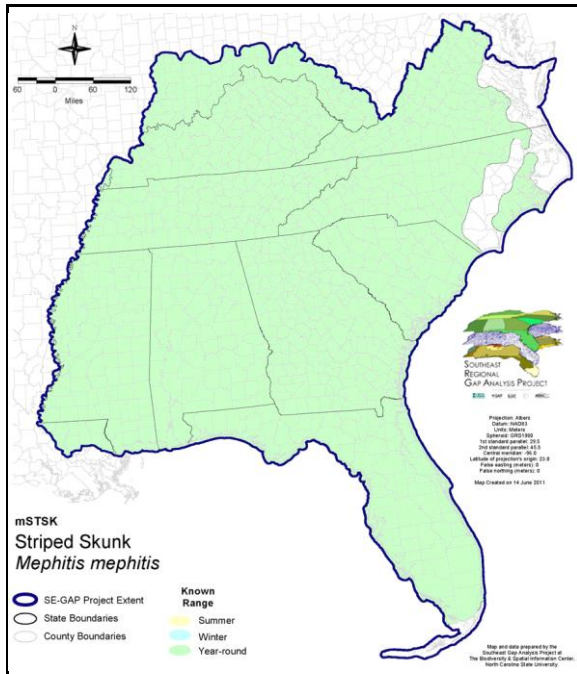 N
60 0 60 120
Miles
SOUTHEAST
REGIONAL
GAP ANALYSIS PROJECT
Projection: Albers
Datum: NAD83
Units: Meters
Spheroid: GRS1980
1st standard parallel: 29.5
2nd standard parallel: 45.5
Central meridian: -96.0
Latitude of projection's origin: 23.0
False easting (meters): 0
False northing (meters): 0
Map Created on 14 June 2011
mSTSK
Striped Skunk
Mephitis mephitis
SE-GAP Project Extent
State Boundaries
County Boundaries
Known
Range
Summer
Winter
Year-round
Map and data prepared by the
Southeast Gap Analysis Project at
The Biodiversity & Spatial Information Center,
North Carolina State University.